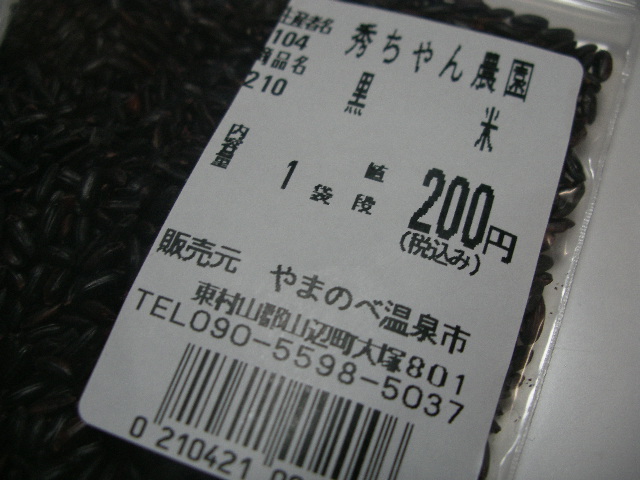 生産者名 秀ちゃん農園
104
商品名 黒米
210
内容量 1袋 値段 200円
(税込み)
販売元 やまのべ温泉市
東村山郡山辺町大塚801
TEL090-5598-5037
0 210421 0